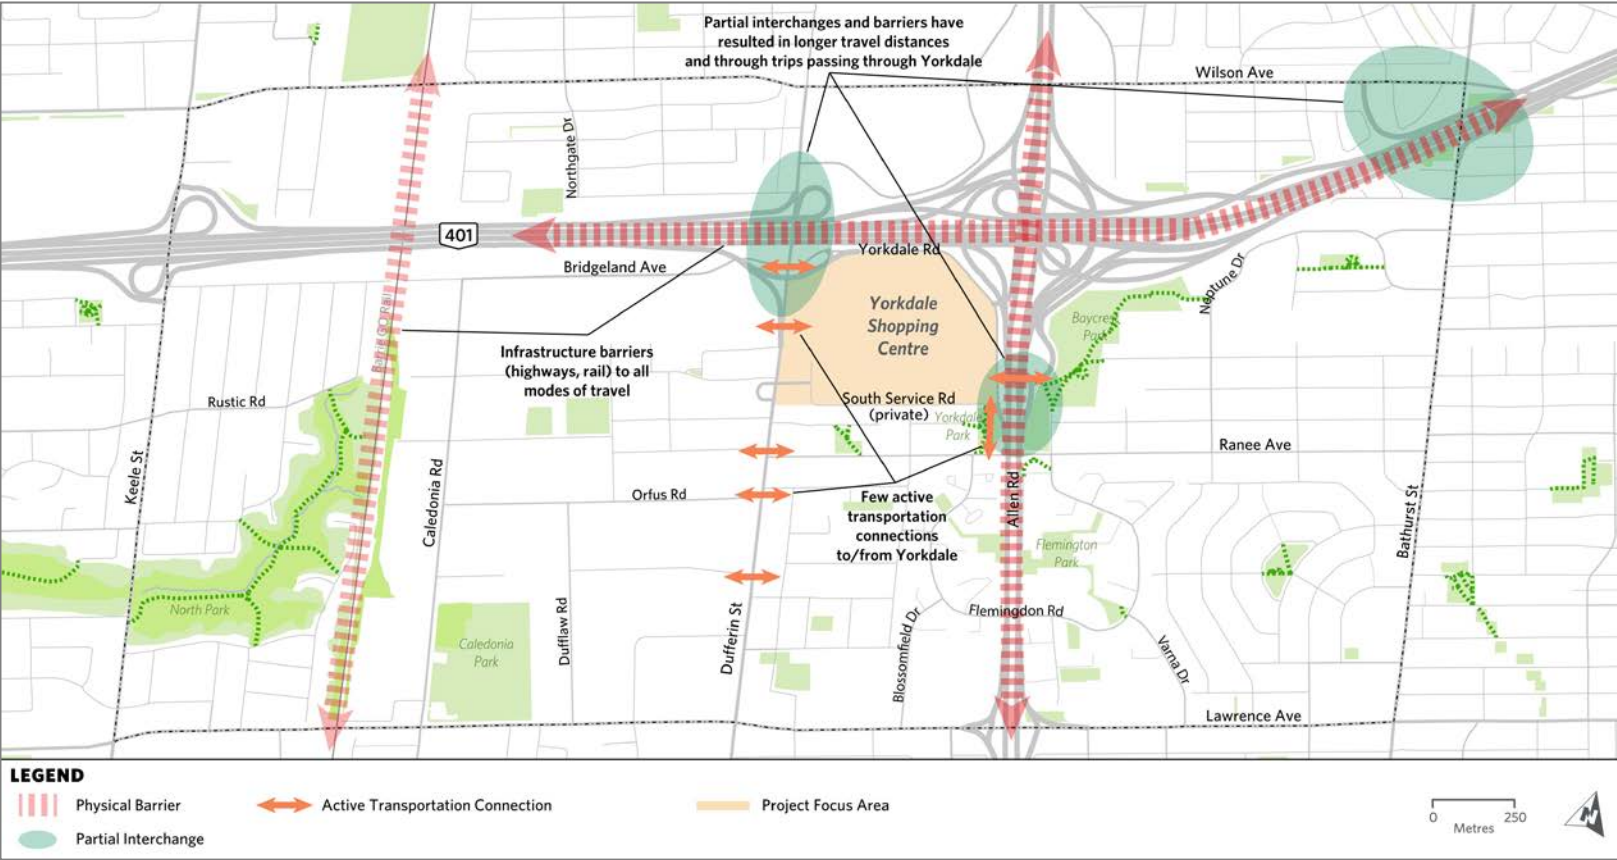 Partial interchanges and barriers have
resulted in longer travel distances
and through trips passing through Yorkdale
Wilson Ave
Northgate Dr
401
Yorkdale Rd
Bridgeland Ave
Neptune Dr
Yorkdale
Shopping
Centre
Baycrest
Park
Barrie GO Rail
Infrastructure barriers
(highways, rail) to all
modes of travel
Rustic Rd
South Service Rd
(private)
Yorkdale
Park
Ranee Ave
Keele St
Caledonia Rd
Orfus Rd
Allen Rd
Bathurst St
Few active
transportation
connections
to/from Yorkdale
Flemington
Park
North Park
Flemingdon Rd
Caledonia
Park
Dufflaw Rd
Dufferin St
Blossomfield Dr
Varna Dr
Lawrence Ave
LEGEND
Physical Barrier
Active Transportation Connection
Project Focus Area
Partial Interchange
0 250
Metres
N